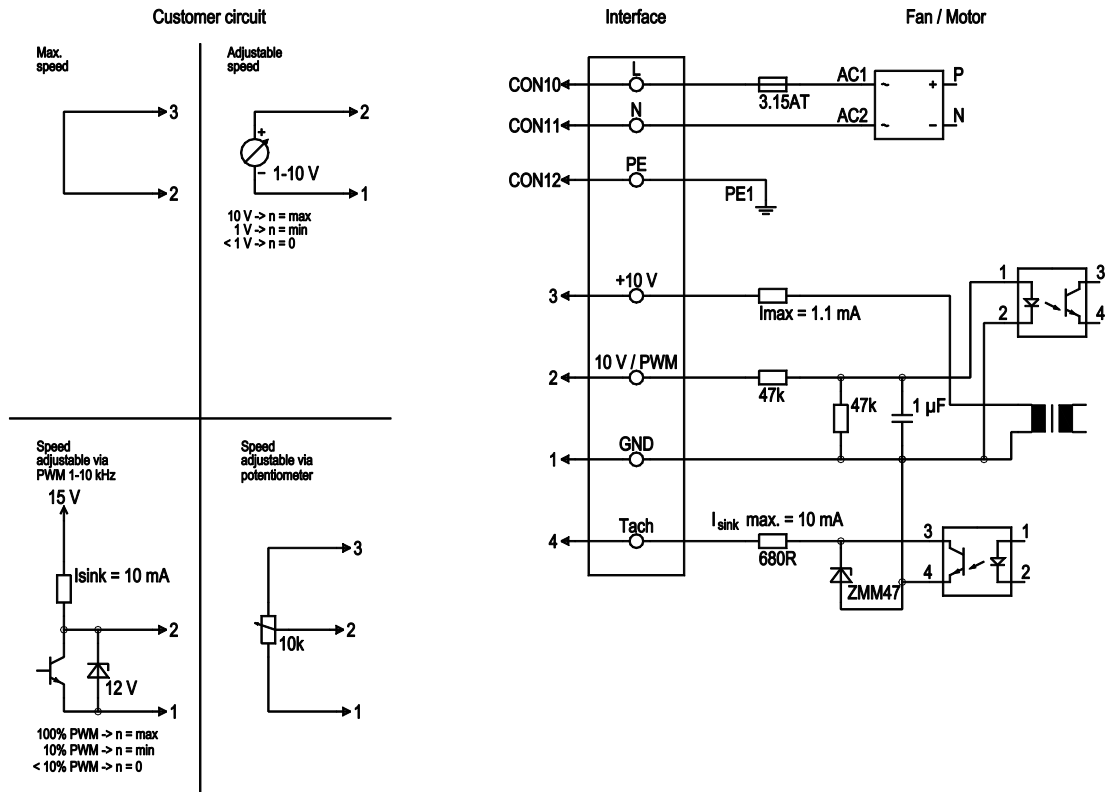 Customer circuit
Interface
Fan / Motor
Max.
speed
3
2
Adjustable
speed
2
+
1-10 V
−
1
10 V -> n = max
1 V -> n = min
< 1 V -> n = 0
Speed
adjustable via
PWM 1-10 kHz
15 V
Isink = 10 mA
2
12 V
1
100% PWM -> n = max
10% PWM -> n = min
< 10% PWM -> n = 0
Speed
adjustable via
potentiometer
3
2
10k
1
CON10
L
3.15AT
AC1
~
+
P
CON11
N
AC2
~
−
N
CON12
PE
PE1
3
+10 V
Imax = 1.1 mA
1
2
3
4
2
10 V / PWM
47k
47k
1 µF
1
GND
4
Tach
Isink max. = 10 mA
680R
ZMM47
3
4
1
2